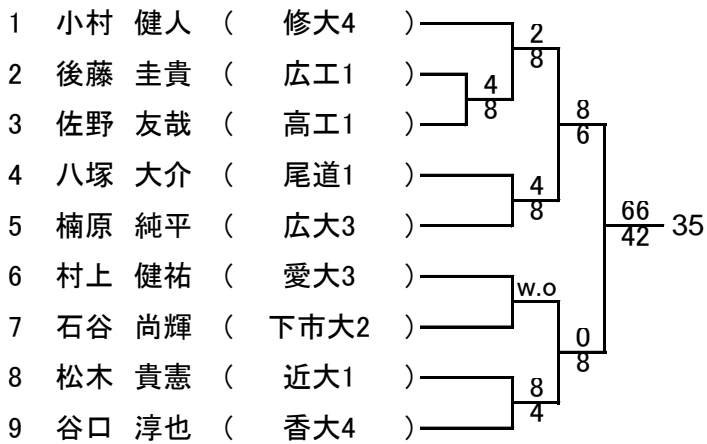 1 小村 健人 ( 修大4 )
2 後藤 圭貴 ( 広工1 )
3 佐野 友哉 ( 高工1 )
4 八塚 大介 ( 尾道1 )
5 楠原 純平 ( 広大3 )
6 村上 健祐 ( 愛大3 )
7 石谷 尚輝 ( 下市大2 )
8 松木 貴憲 ( 近大1 )
9 谷口 淳也 ( 香大4 )
2
8
4
8
4
8
w.o
8
4
8
6
0
8
66
42
35